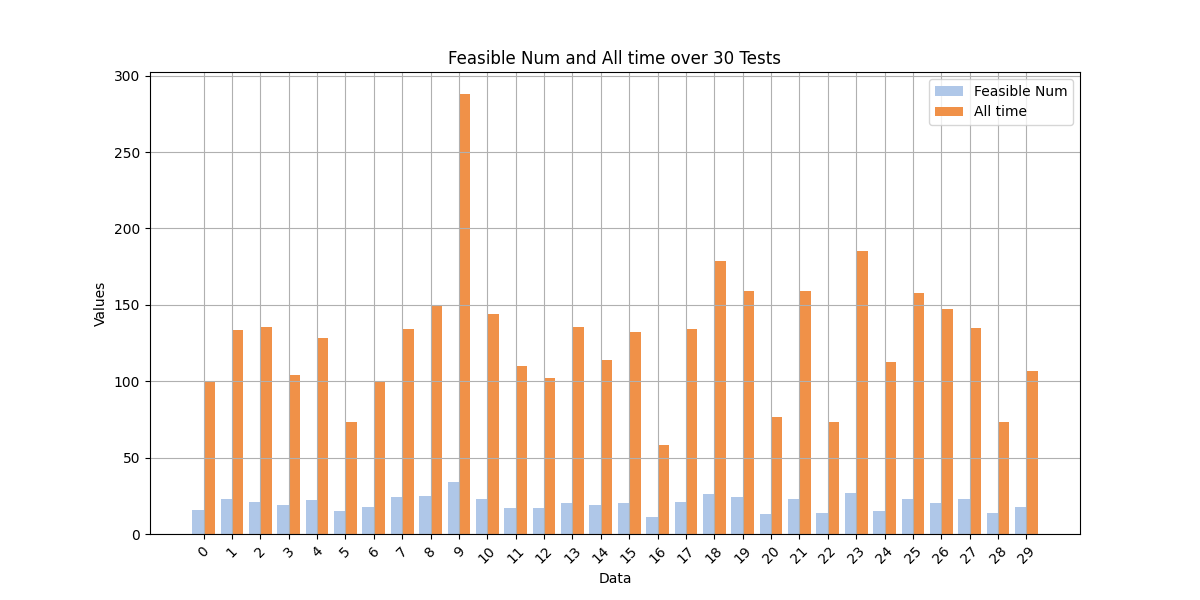 Feasible Num and All time over 30 Tests
300
250
200
150
100
50
0
Values
Feasible Num
All time
0 1 2 3 4 5 6 7 8 9 10 11 12 13 14 15 16 17 18 19 20 21 22 23 24 25 26 27 28 29
Data